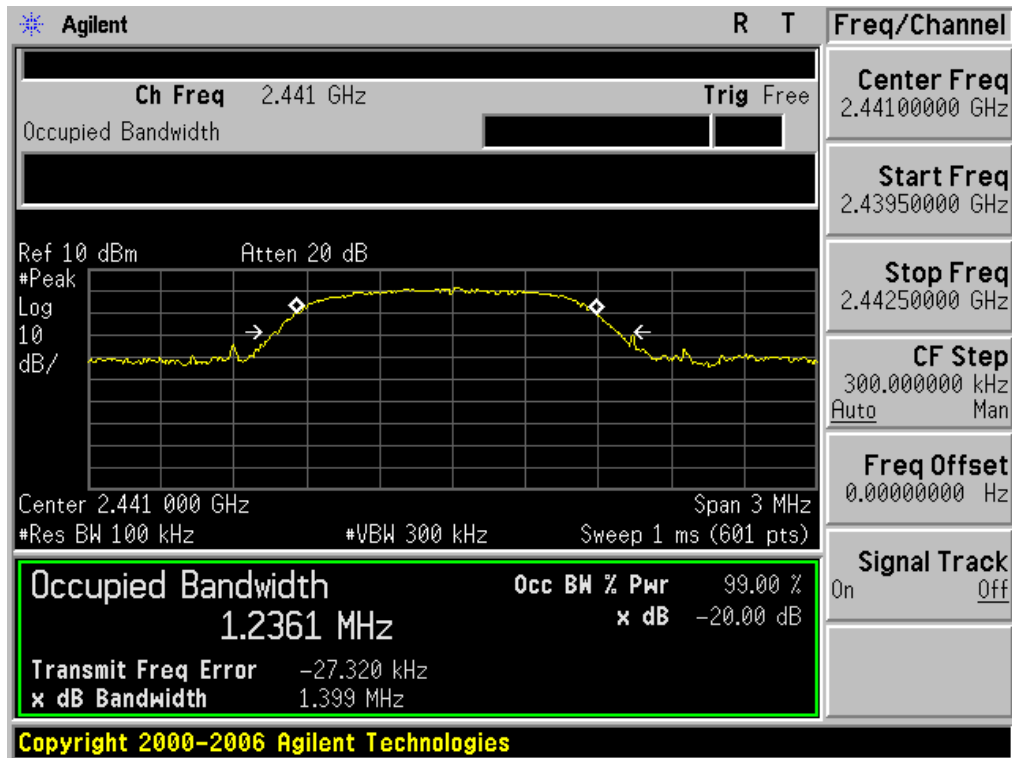 Agilent R T
Ch Freq 2.441 GHz Trig Free
Occupied Bandwidth
Ref 10 dBm Atten 20 dB
#Peak
Log
10
dB/
Center 2.441 000 GHz Span 3 MHz
#Res BW 100 kHz #VBW 300 kHz Sweep 1 ms (601 pts)
Occupied Bandwidth Occ BW % Pwr 99.00 %
1.2361 MHz x dB -20.00 dB
Transmit Freq Error -27.320 kHz
x dB Bandwidth 1.399 MHz
Copyright 2000-2006 Agilent Technologies
Freq/Channel
Center Freq
2.44100000 GHz
Start Freq
2.43950000 GHz
Stop Freq
2.44250000 GHz
CF Step
300.000000 kHz
Auto Man
Freq Offset
0.00000000 Hz
Signal Track
On Off